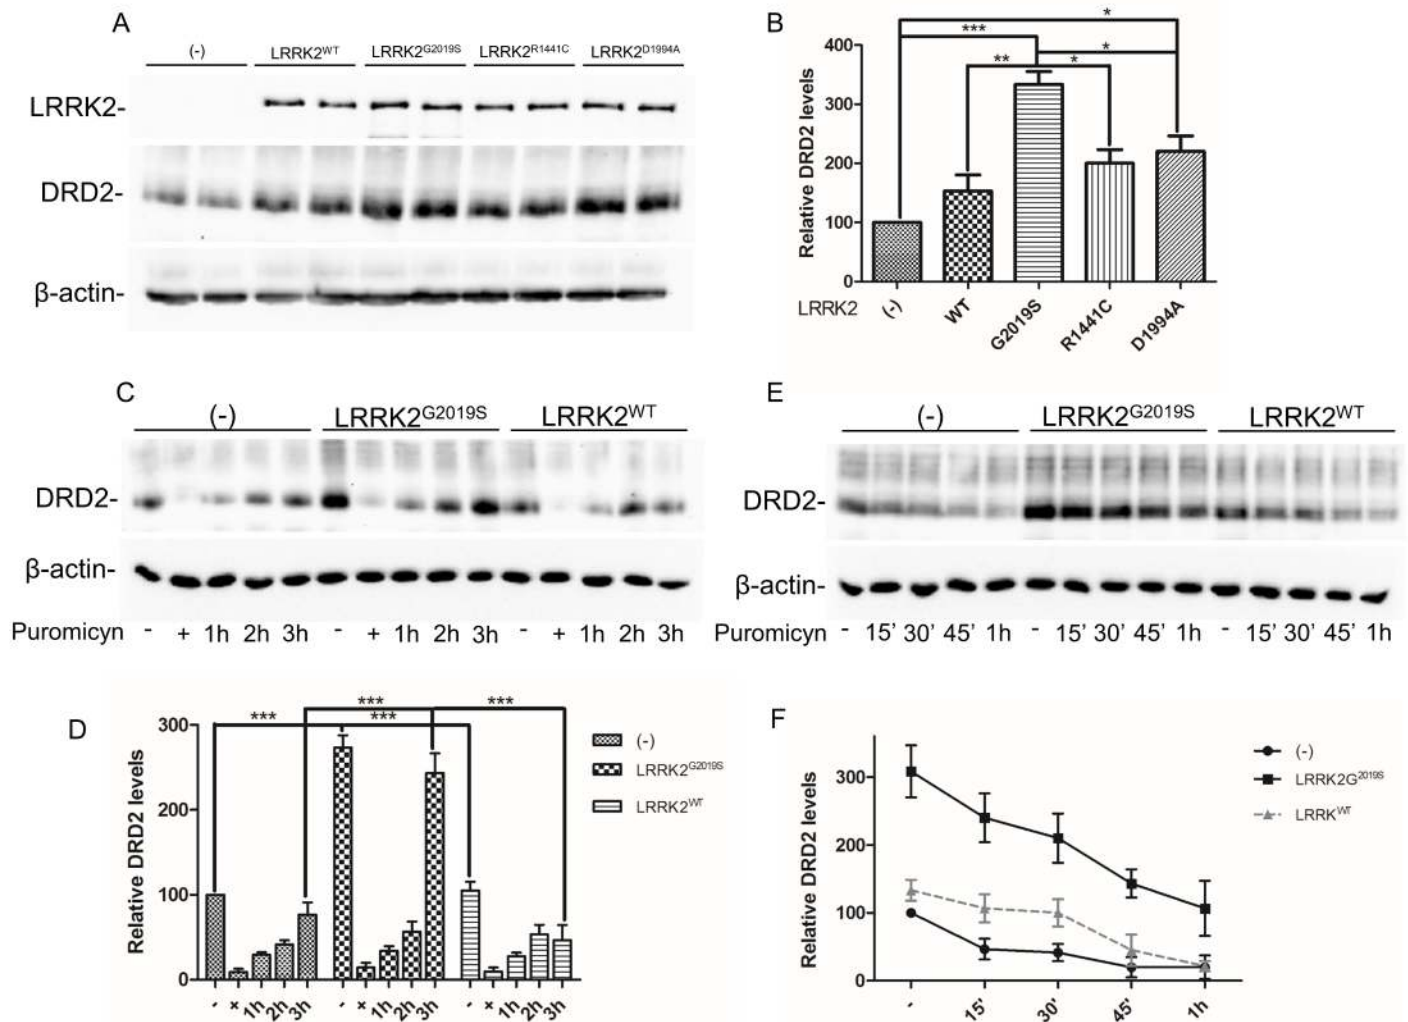 A
(-) LRRK2WT LRRK2G2019S LRRK2R1441C LRRK2D1994A
LRRK2-
DRD2-
β-actin-
B
*
***
*
** *
400
300
200
100
0
Relative DRD2 levels
LRRK2 (-) WT G2019S R1441C D1994A
C
(-) LRRK2G2019S LRRK2WT
DRD2-
β-actin-
Puromicyn - + 1h 2h 3h - + 1h 2h 3h - + 1h 2h 3h
E
(-) LRRK2G2019S LRRK2WT
DRD2-
β-actin-
Puromicyn - 15' 30' 45' 1h - 15' 30' 45' 1h - 15' 30' 45' 1h
D
*** ***
*** ***
300
200
100
0
Relative DRD2 levels
- + 1h 2h 3h - + 1h 2h 3h - + 1h 2h 3h
(-)
LRRK2G2019S
LRRK2WT
F
300
200
100
0
Relative DRD2 levels
- 15' 30' 45' 1h
(-)
LRRK2G2019S
LRRKWT